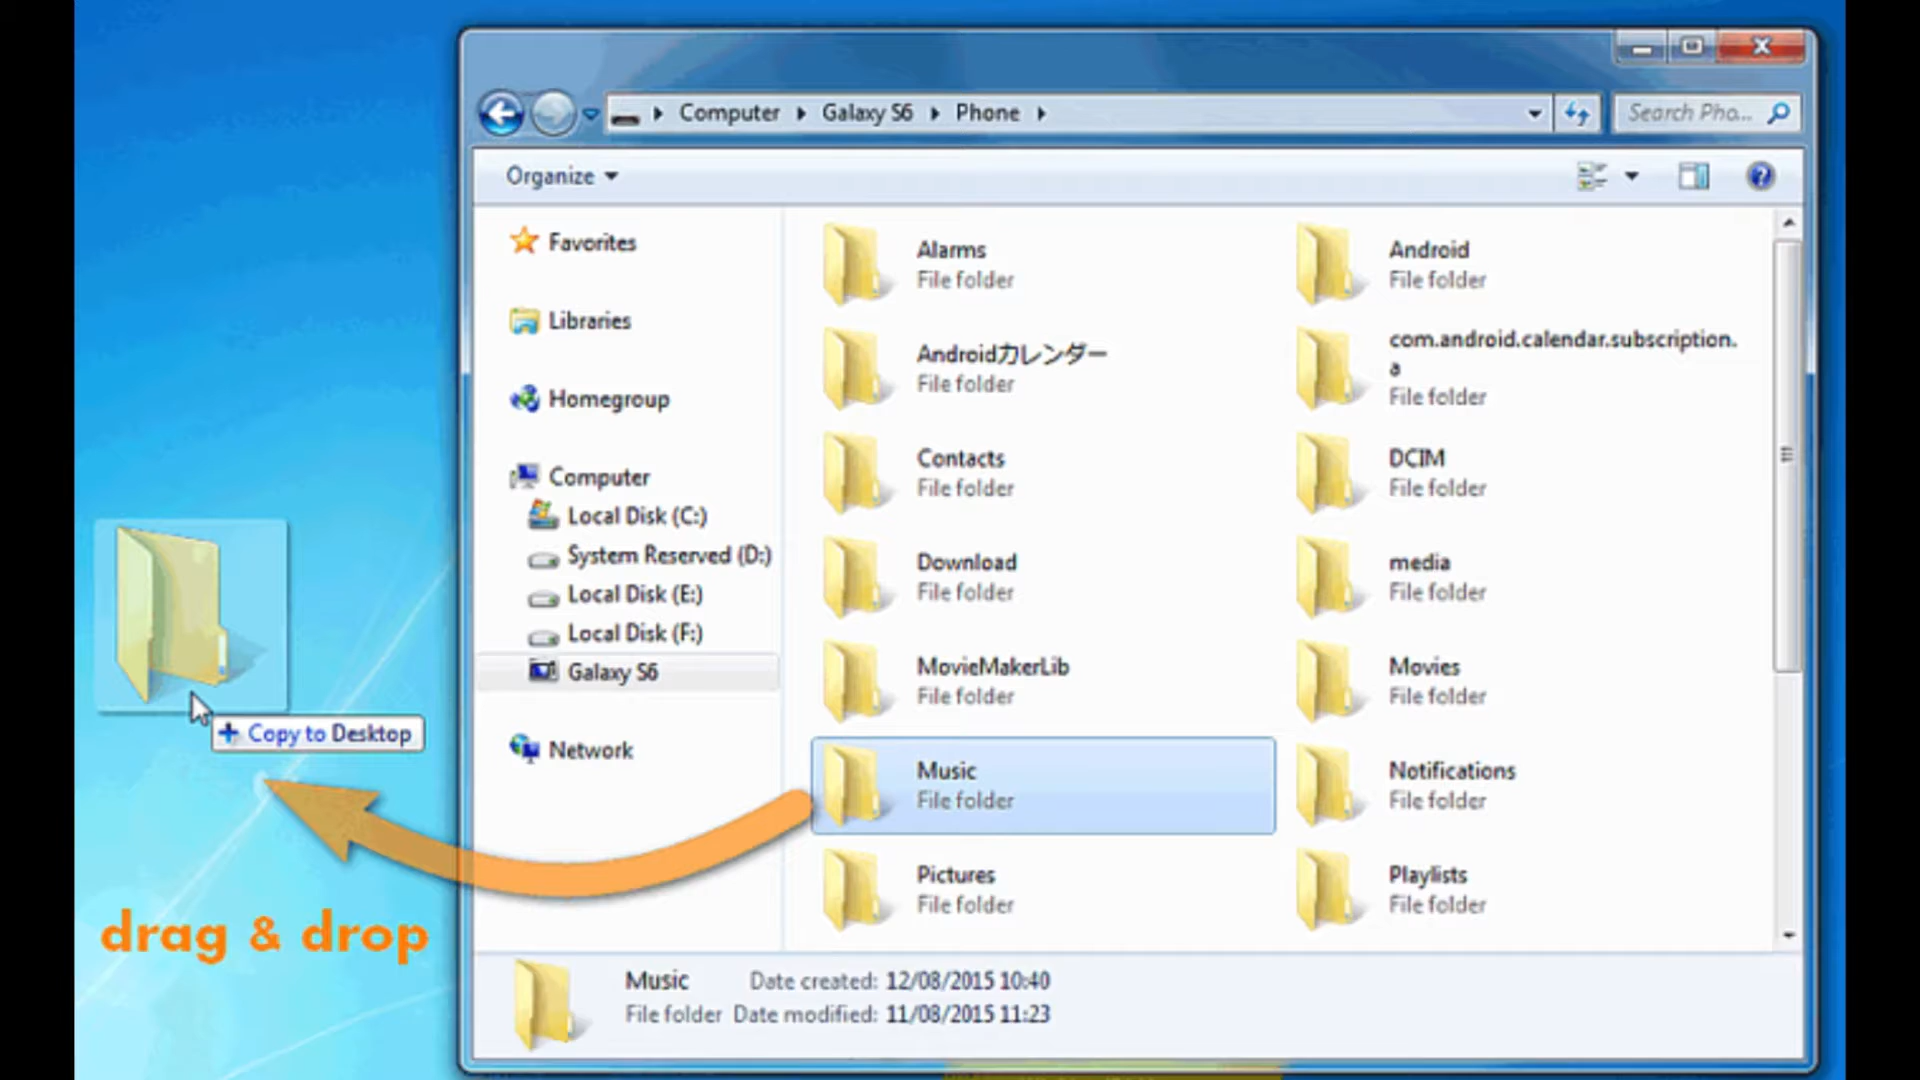 Computer Galaxy S6 Phone
Search Pho...
Organize
Favorites
Libraries
Homegroup
Computer
Local Disk (C:)
System Reserved (D:)
Local Disk (E:)
Local Disk (F:)
Galaxy S6
Network
Alarms
File folder
Android
File folder
Androidカレンダー
File folder
com.android.calendar.subscription.
a
File folder
Contacts
File folder
DCIM
File folder
Download
File folder
media
File folder
MovieMakerLib
File folder
Movies
File folder
Music
File folder
Notifications
File folder
Pictures
File folder
Playlists
File folder
Copy to Desktop
drag & drop
Music Date created: 12/08/2015 10:40
File folder Date modified: 11/08/2015 11:23